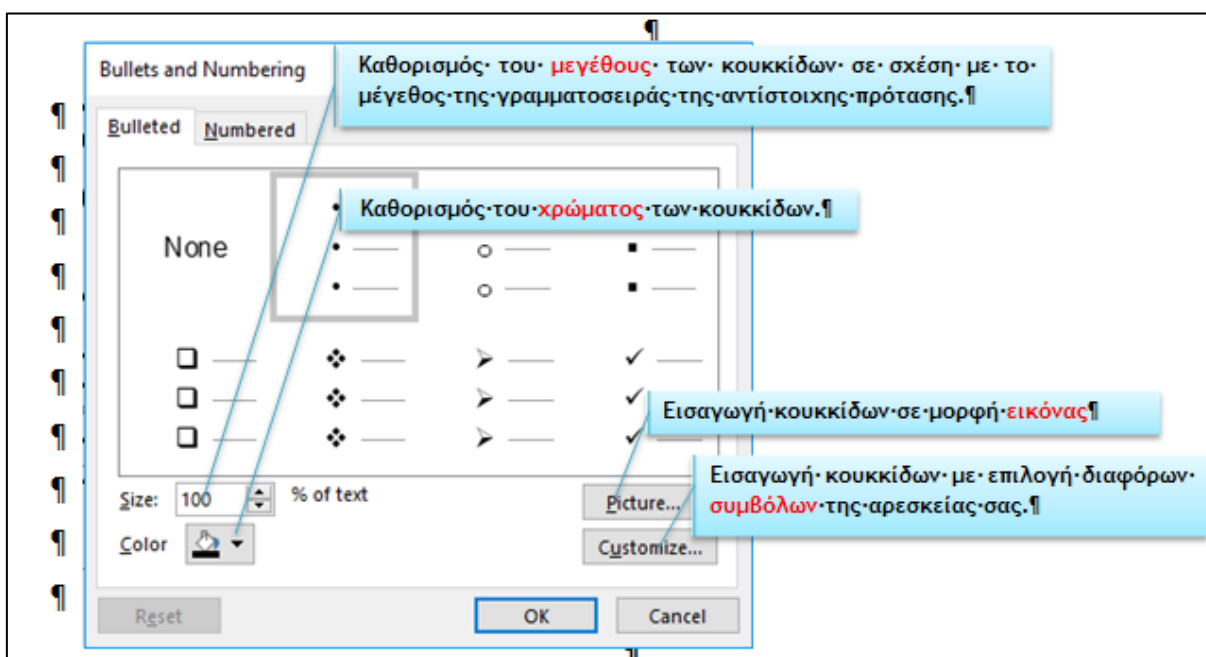 ¶
Bullets and Numbering
Καθορισμός· του· μεγέθους· των· κουκκίδων· σε· σχέση· με· το·
μέγεθος·της·γραμματοσειράς·της·αντίστοιχης·πρότασης.¶
¶
Bulleted Numbered
¶
¶
Καθορισμός·του·χρώματος·των·κουκκίδων.¶
None
¶
¶
¶
Εισαγωγή·κουκκίδων·σε·μορφή·εικόνας¶
¶
Εισαγωγή· κουκκίδων· με· επιλογή· διαφόρων·
συμβόλων·της·αρεσκείας·σας.¶
¶
Size: 100 % of text
Picture...
¶
Color
Customize...
¶
Reset OK Cancel
¶